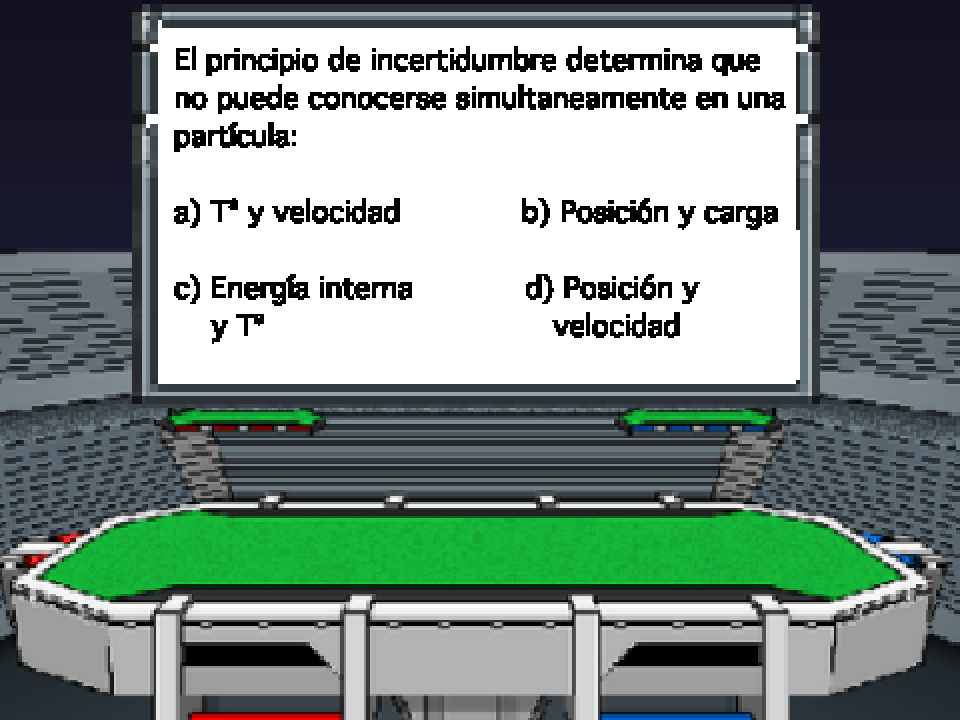 El principio de incertidumbre determina que
no puede conocerse simultaneamente en una
partícula:
a) Tª y velocidad b) Posición y carga
c) Energía interna d) Posición y
y Tª velocidad